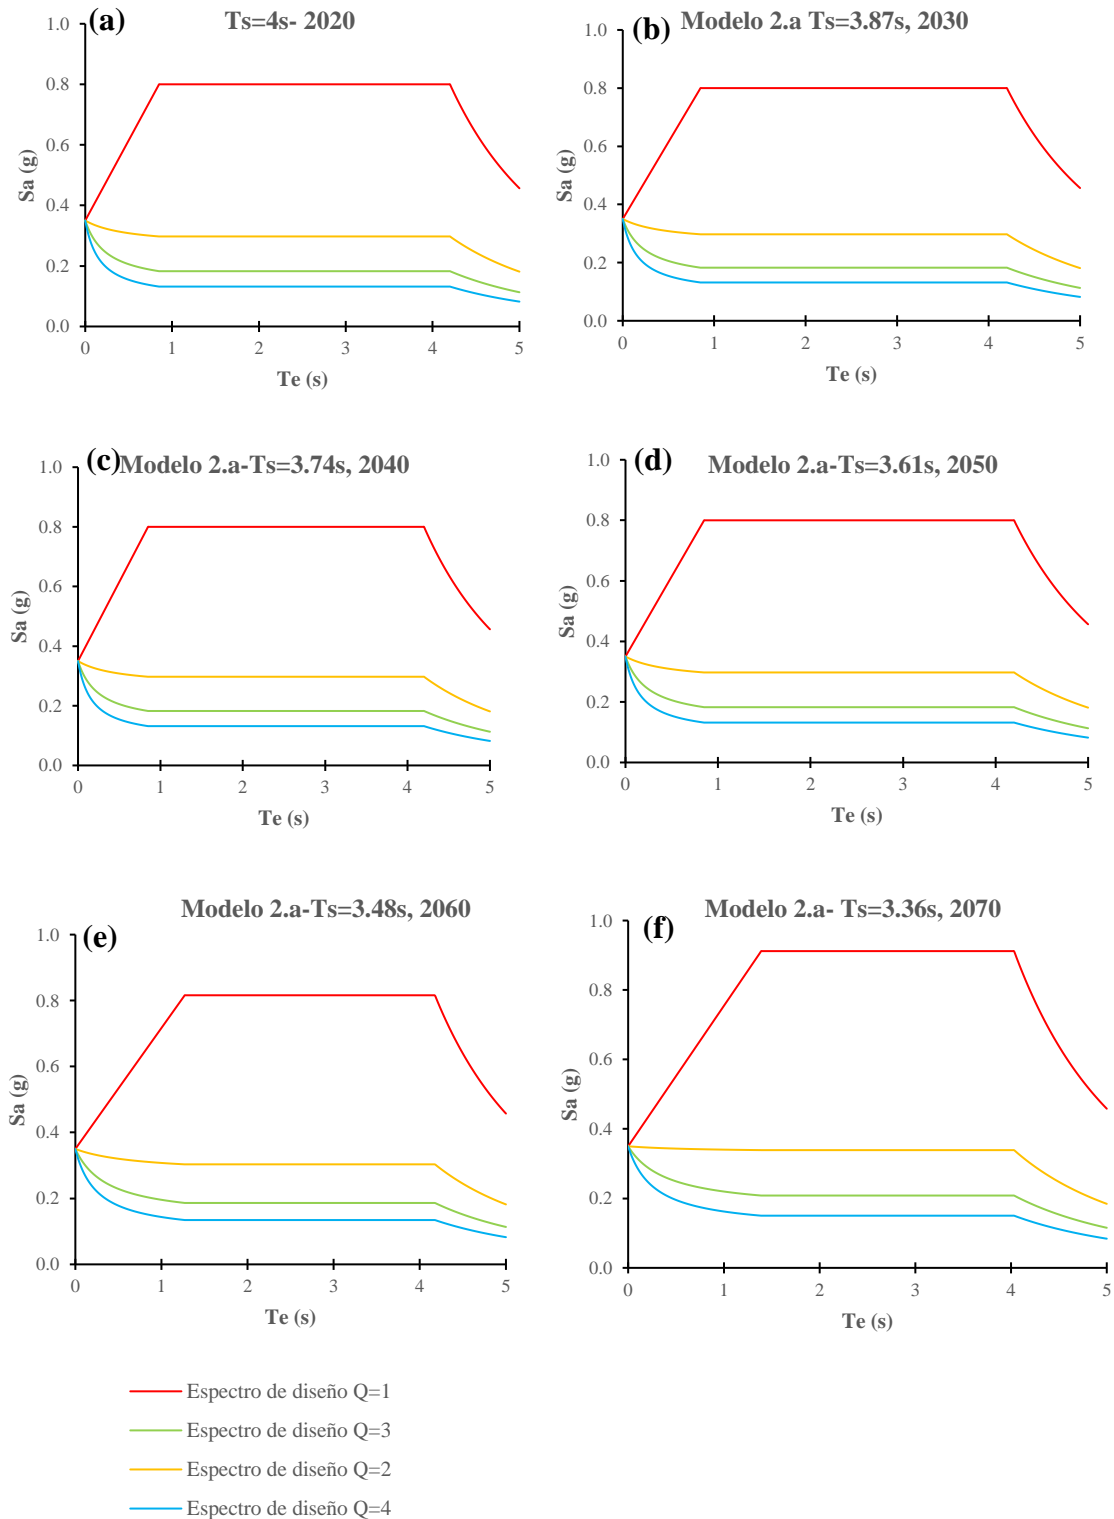 (a) Ts=4s- 2020
1.0
0.8
0.6
0.4
0.2
0.0
Sa (g)
0 1 2 3 4 5
Te (s)
(b) Modelo 2.a Ts=3.87s, 2030
1.0
0.8
0.6
0.4
0.2
0.0
Sa (g)
0 1 2 3 4 5
Te (s)
(c) Modelo 2.a-Ts=3.74s, 2040
1.0
0.8
0.6
0.4
0.2
0.0
Sa (g)
0 1 2 3 4 5
Te (s)
(d) Modelo 2.a-Ts=3.61s, 2050
1.0
0.8
0.6
0.4
0.2
0.0
Sa (g)
0 1 2 3 4 5
Te (s)
Modelo 2.a-Ts=3.48s, 2060
(e)
1.0
0.8
0.6
0.4
0.2
0.0
Sa (g)
0 1 2 3 4 5
Te (s)
Modelo 2.a- Ts=3.36s, 2070
(f)
1.0
0.8
0.6
0.4
0.2
0.0
Sa (g)
0 1 2 3 4 5
Te (s)
Espectro de diseño Q=1
Espectro de diseño Q=3
Espectro de diseño Q=2
Espectro de diseño Q=4